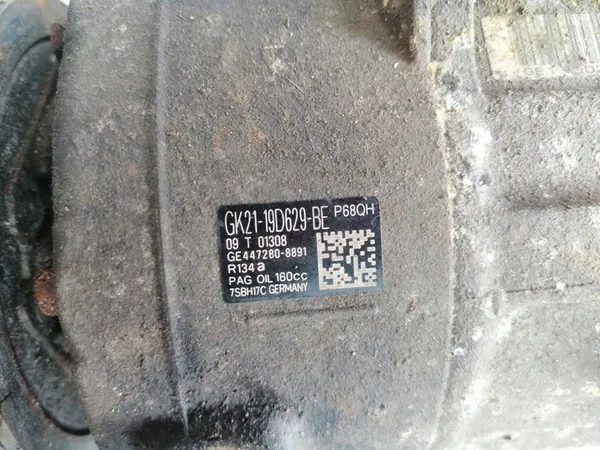 GK21-19D629-BE P68QH
09 T 01308
GE447280-8891
R134a
PAG OIL 160cc
7SBH17C GERMANY